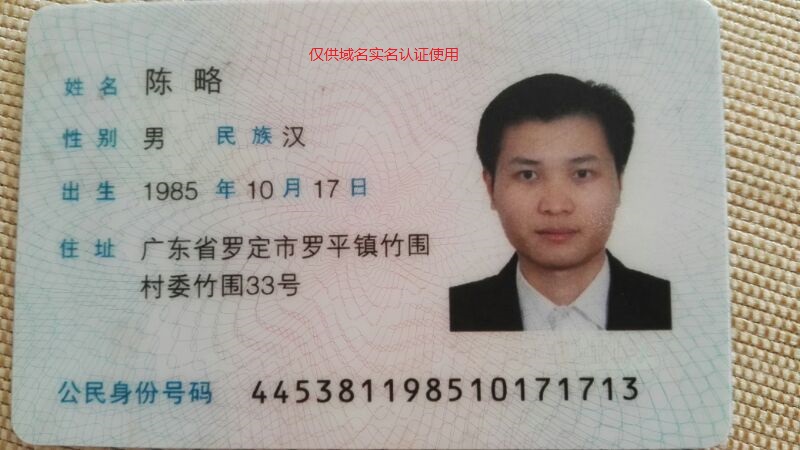 仅供域名实名认证使用
姓名 陈略
性别 男 民族 汉
出生 1985 年 10 月 17 日
住址 广东省罗定市罗平镇竹围
村委竹围33号
公民身份号码 445381198510171713